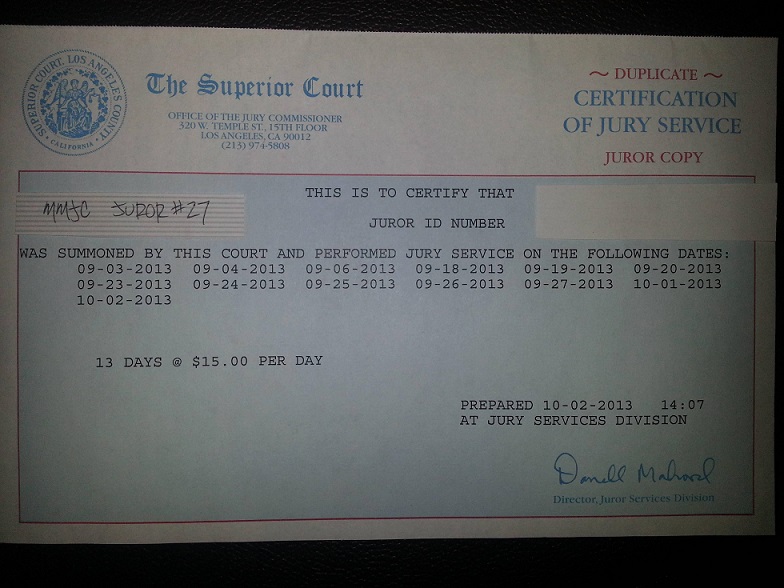 SUPERIOR COURT, LOS ANGELES COUNTY
• CALIFORNIA •
The Superior Court
OFFICE OF THE JURY COMMISSIONER
320 W. TEMPLE ST., 15TH FLOOR
LOS ANGELES, CA 90012
(213) 974-5808
~ DUPLICATE ~
CERTIFICATION
OF JURY SERVICE
JUROR COPY
THIS IS TO CERTIFY THAT
MMJC JUROR #27
JUROR ID NUMBER
WAS SUMMONED BY THIS COURT AND PERFORMED JURY SERVICE ON THE FOLLOWING DATES:
09-03-2013 09-04-2013 09-06-2013 09-18-2013 09-19-2013 09-20-2013
09-23-2013 09-24-2013 09-25-2013 09-26-2013 09-27-2013 10-01-2013
10-02-2013
13 DAYS @ $15.00 PER DAY
PREPARED 10-02-2013 14:07
AT JURY SERVICES DIVISION
Director, Juror Services Division